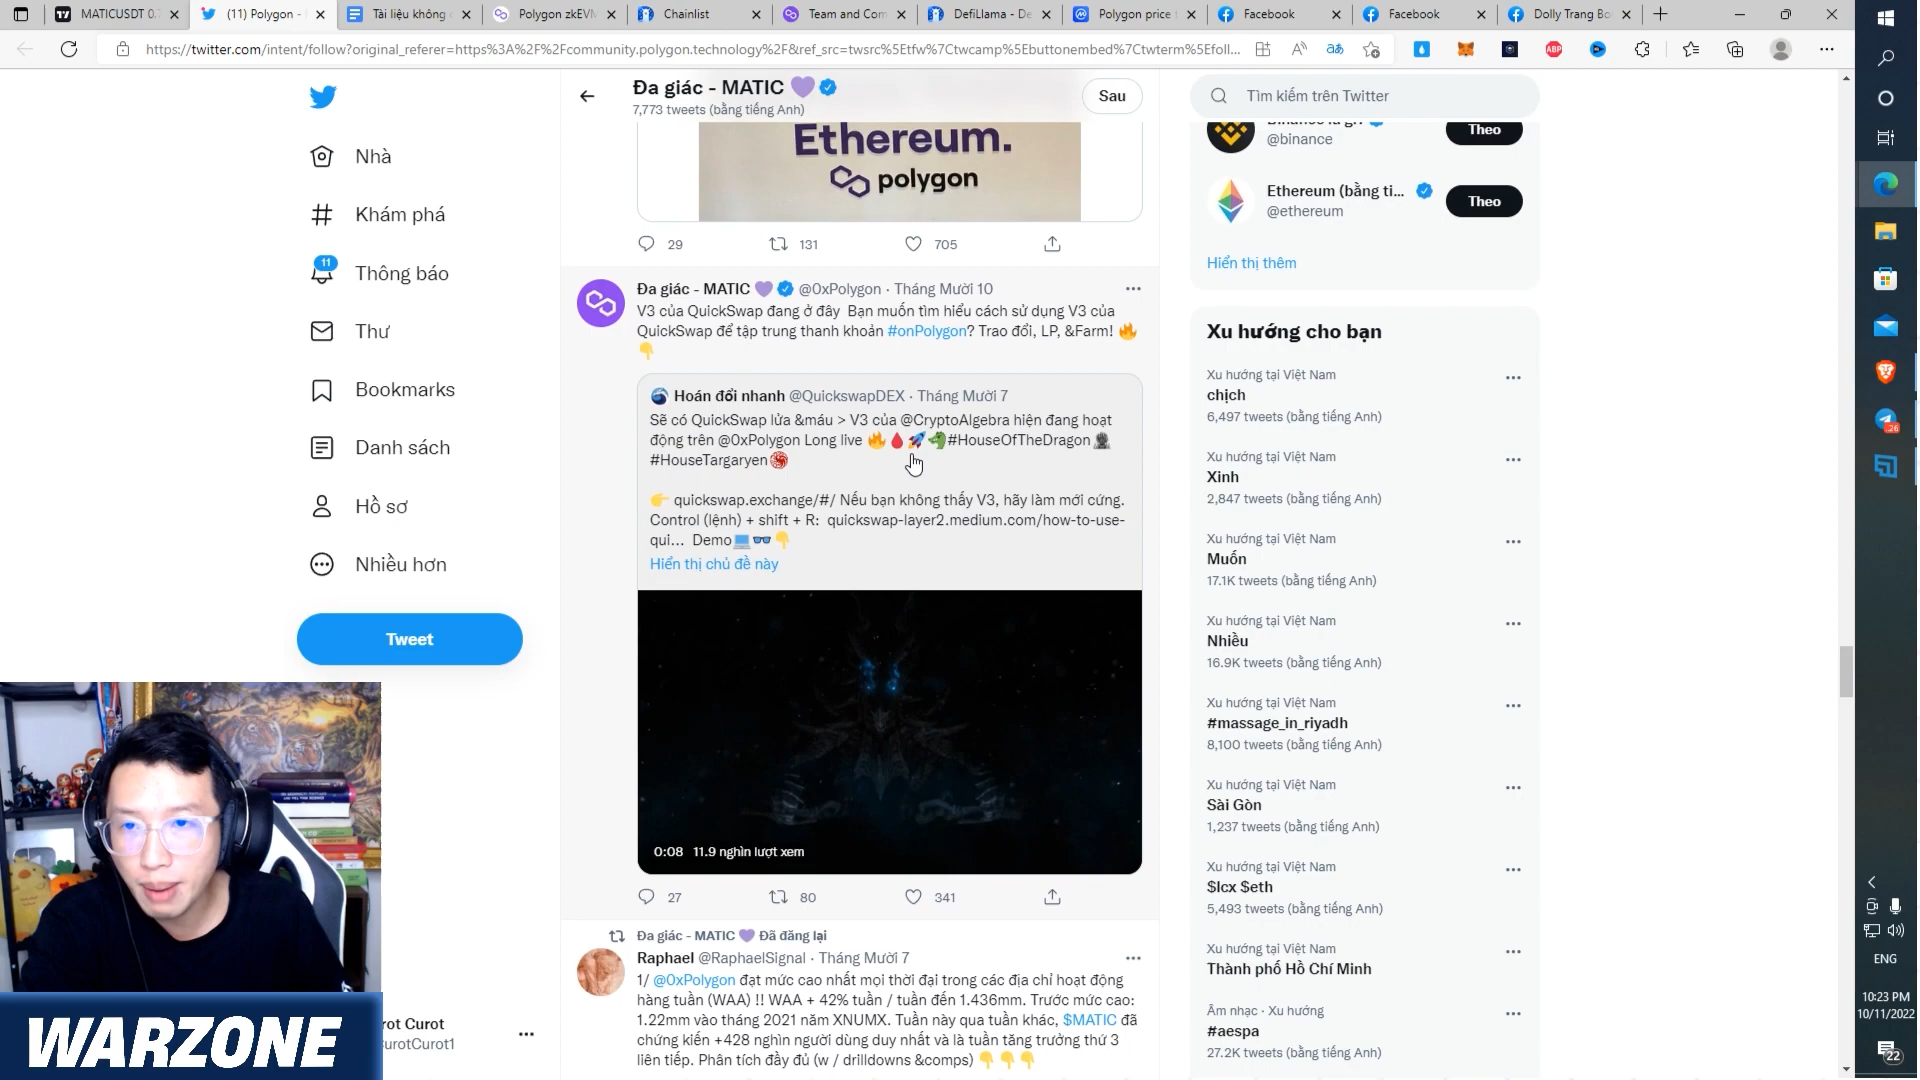 MATICUSDT 0.7
(11) Polygon -
Tài liệu không c
Polygon zkEVM
Chainlist
Team and Com
DefiLlama - De
Polygon price t
Facebook
Facebook
Dolly Trang Bo
https://twitter.com/intent/follow?original_referer=https%3A%2F%2Fcommunity.polygon.technology%2F&ref_src=twsrc%5Etfw%7Ctwcamp%5Ebuttonembed%7Ctwterm%5Efoll...
Nhà
Khám phá
11
Thông báo
Thư
Bookmarks
Danh sách
Hồ sơ
Nhiều hơn
Tweet
rot Curot
CurotCurot1
WARZONE
Đa giác - MATIC 💜
7,773 tweets (bằng tiếng Anh)
Sau
Ethereum.
polygon
29 131 705
Đa giác - MATIC 💜 @0xPolygon · Tháng Mười 10
V3 của QuickSwap đang ở đây Bạn muốn tìm hiểu cách sử dụng V3 của
QuickSwap để tập trung thanh khoản #onPolygon? Trao đổi, LP, &Farm! 🔥
👇
Hoán đổi nhanh @QuickswapDEX · Tháng Mười 7
Sẽ có QuickSwap lửa &máu > V3 của @CryptoAlgebra hiện đang hoạt
động trên @0xPolygon Long live 🔥🩸🚀🐲#HouseOfTheDragon
#HouseTargaryen
👉 quickswap.exchange/#/ Nếu bạn không thấy V3, hãy làm mới cứng.
Control (lệnh) + shift + R: quickswap-layer2.medium.com/how-to-use-
qui... Demo💻👓👇
Hiển thị chủ đề này
0:08 11.9 nghìn lượt xem
27 80 341
Đa giác - MATIC 💜 Đã đăng lại
Raphael @RaphaelSignal · Tháng Mười 7
1/ @0xPolygon đạt mức cao nhất mọi thời đại trong các địa chỉ hoạt động
hàng tuần (WAA) !! WAA + 42% tuần / tuần đến 1.436mm. Trước mức cao:
1.22mm vào tháng 2021 năm XNUMX. Tuần này qua tuần khác, $MATIC đã
chứng kiến +428 nghìn người dùng duy nhất và là tuần tăng trưởng thứ 3
liên tiếp. Phân tích đầy đủ (w / drilldowns &comps) 👇👇👇
Tìm kiếm trên Twitter
@binance
Theo
Ethereum (bằng ti...
@ethereum
Theo
Hiển thị thêm
Xu hướng cho bạn
Xu hướng tại Việt Nam
chịch
6,497 tweets (bằng tiếng Anh)
Xu hướng tại Việt Nam
Xinh
2,847 tweets (bằng tiếng Anh)
Xu hướng tại Việt Nam
Muốn
17.1K tweets (bằng tiếng Anh)
Xu hướng tại Việt Nam
Nhiều
16.9K tweets (bằng tiếng Anh)
Xu hướng tại Việt Nam
#massage_in_riyadh
8,100 tweets (bằng tiếng Anh)
Xu hướng tại Việt Nam
Sài Gòn
1,237 tweets (bằng tiếng Anh)
Xu hướng tại Việt Nam
$lcx $eth
5,493 tweets (bằng tiếng Anh)
Xu hướng tại Việt Nam
Thành phố Hồ Chí Minh
Âm nhạc · Xu hướng
#aespa
27.2K tweets (bằng tiếng Anh)
ENG
10:23 PM
10/11/2022
22